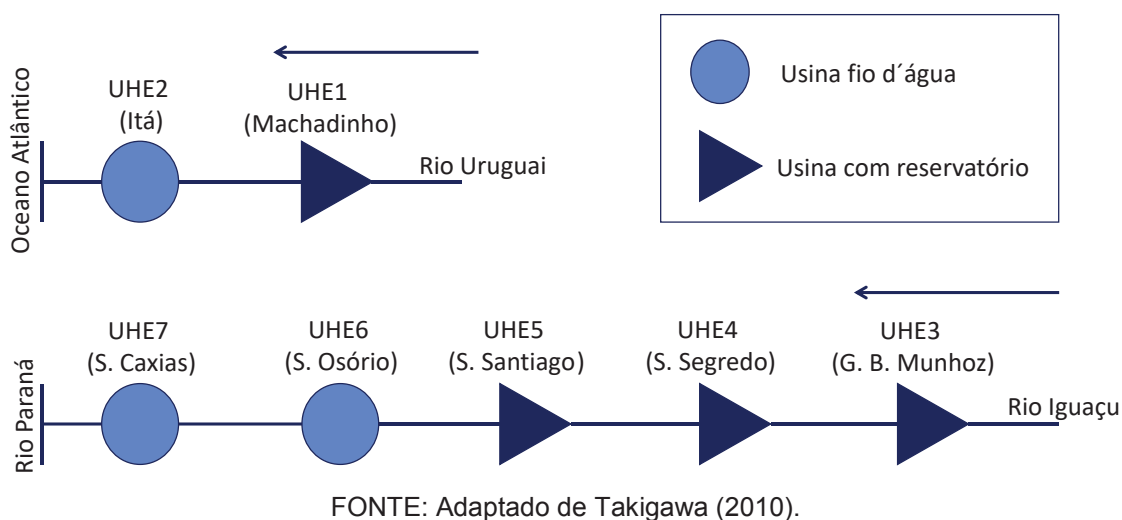 Oceano Atlântico
UHE2
(Itá)
UHE1
(Machadinho)
Rio Uruguai
Usina fio d´água
Usina com reservatório
Rio Paraná
UHE7
(S. Caxias)
UHE6
(S. Osório)
UHE5
(S. Santiago)
UHE4
(S. Segredo)
UHE3
(G. B. Munhoz)
Rio Iguaçu
FONTE: Adaptado de Takigawa (2010).